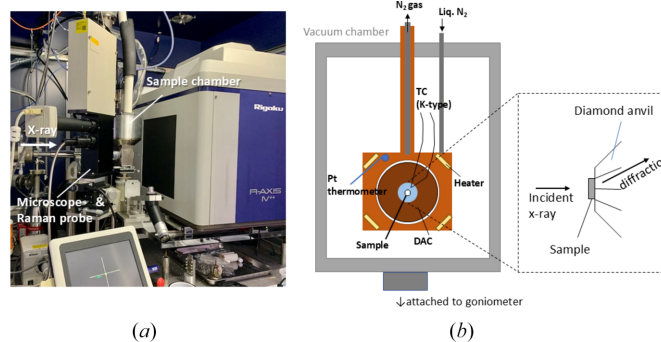 Sample chamber
Rigaku
X-ray
R-AXIS
IV++
Microscope &
Raman probe
(a)
N2 gas
Liq. N2
Vacuum chamber
TC
(K-type)
Pt
thermometer
Heater
Sample
DAC
↓attached to goniometer
Diamond anvil
diffraction
Incident
x-ray
Sample
(b)